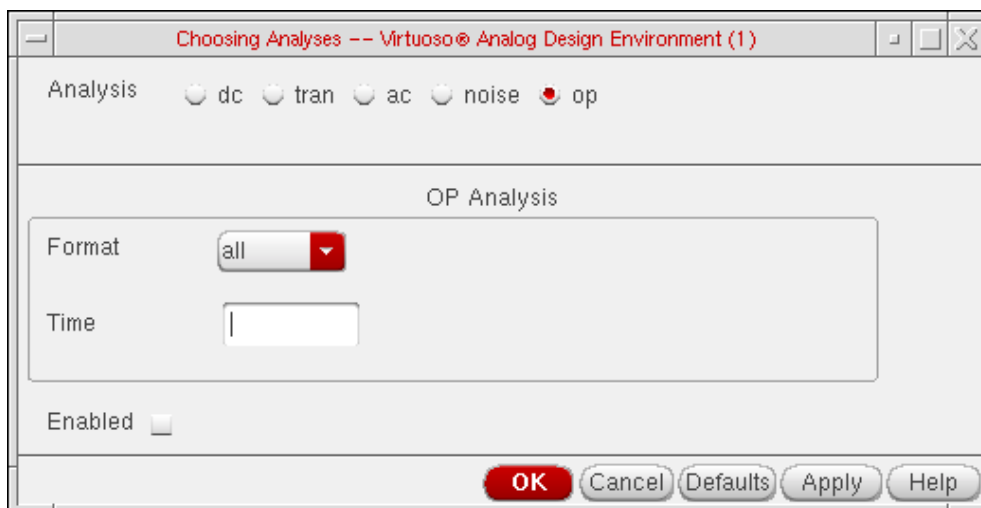 Choosing Analyses -- Virtuoso® Analog Design Environment (1)
Analysis dc tran ac noise op
OP Analysis
Format all
Time
Enabled
OK Cancel Defaults Apply Help